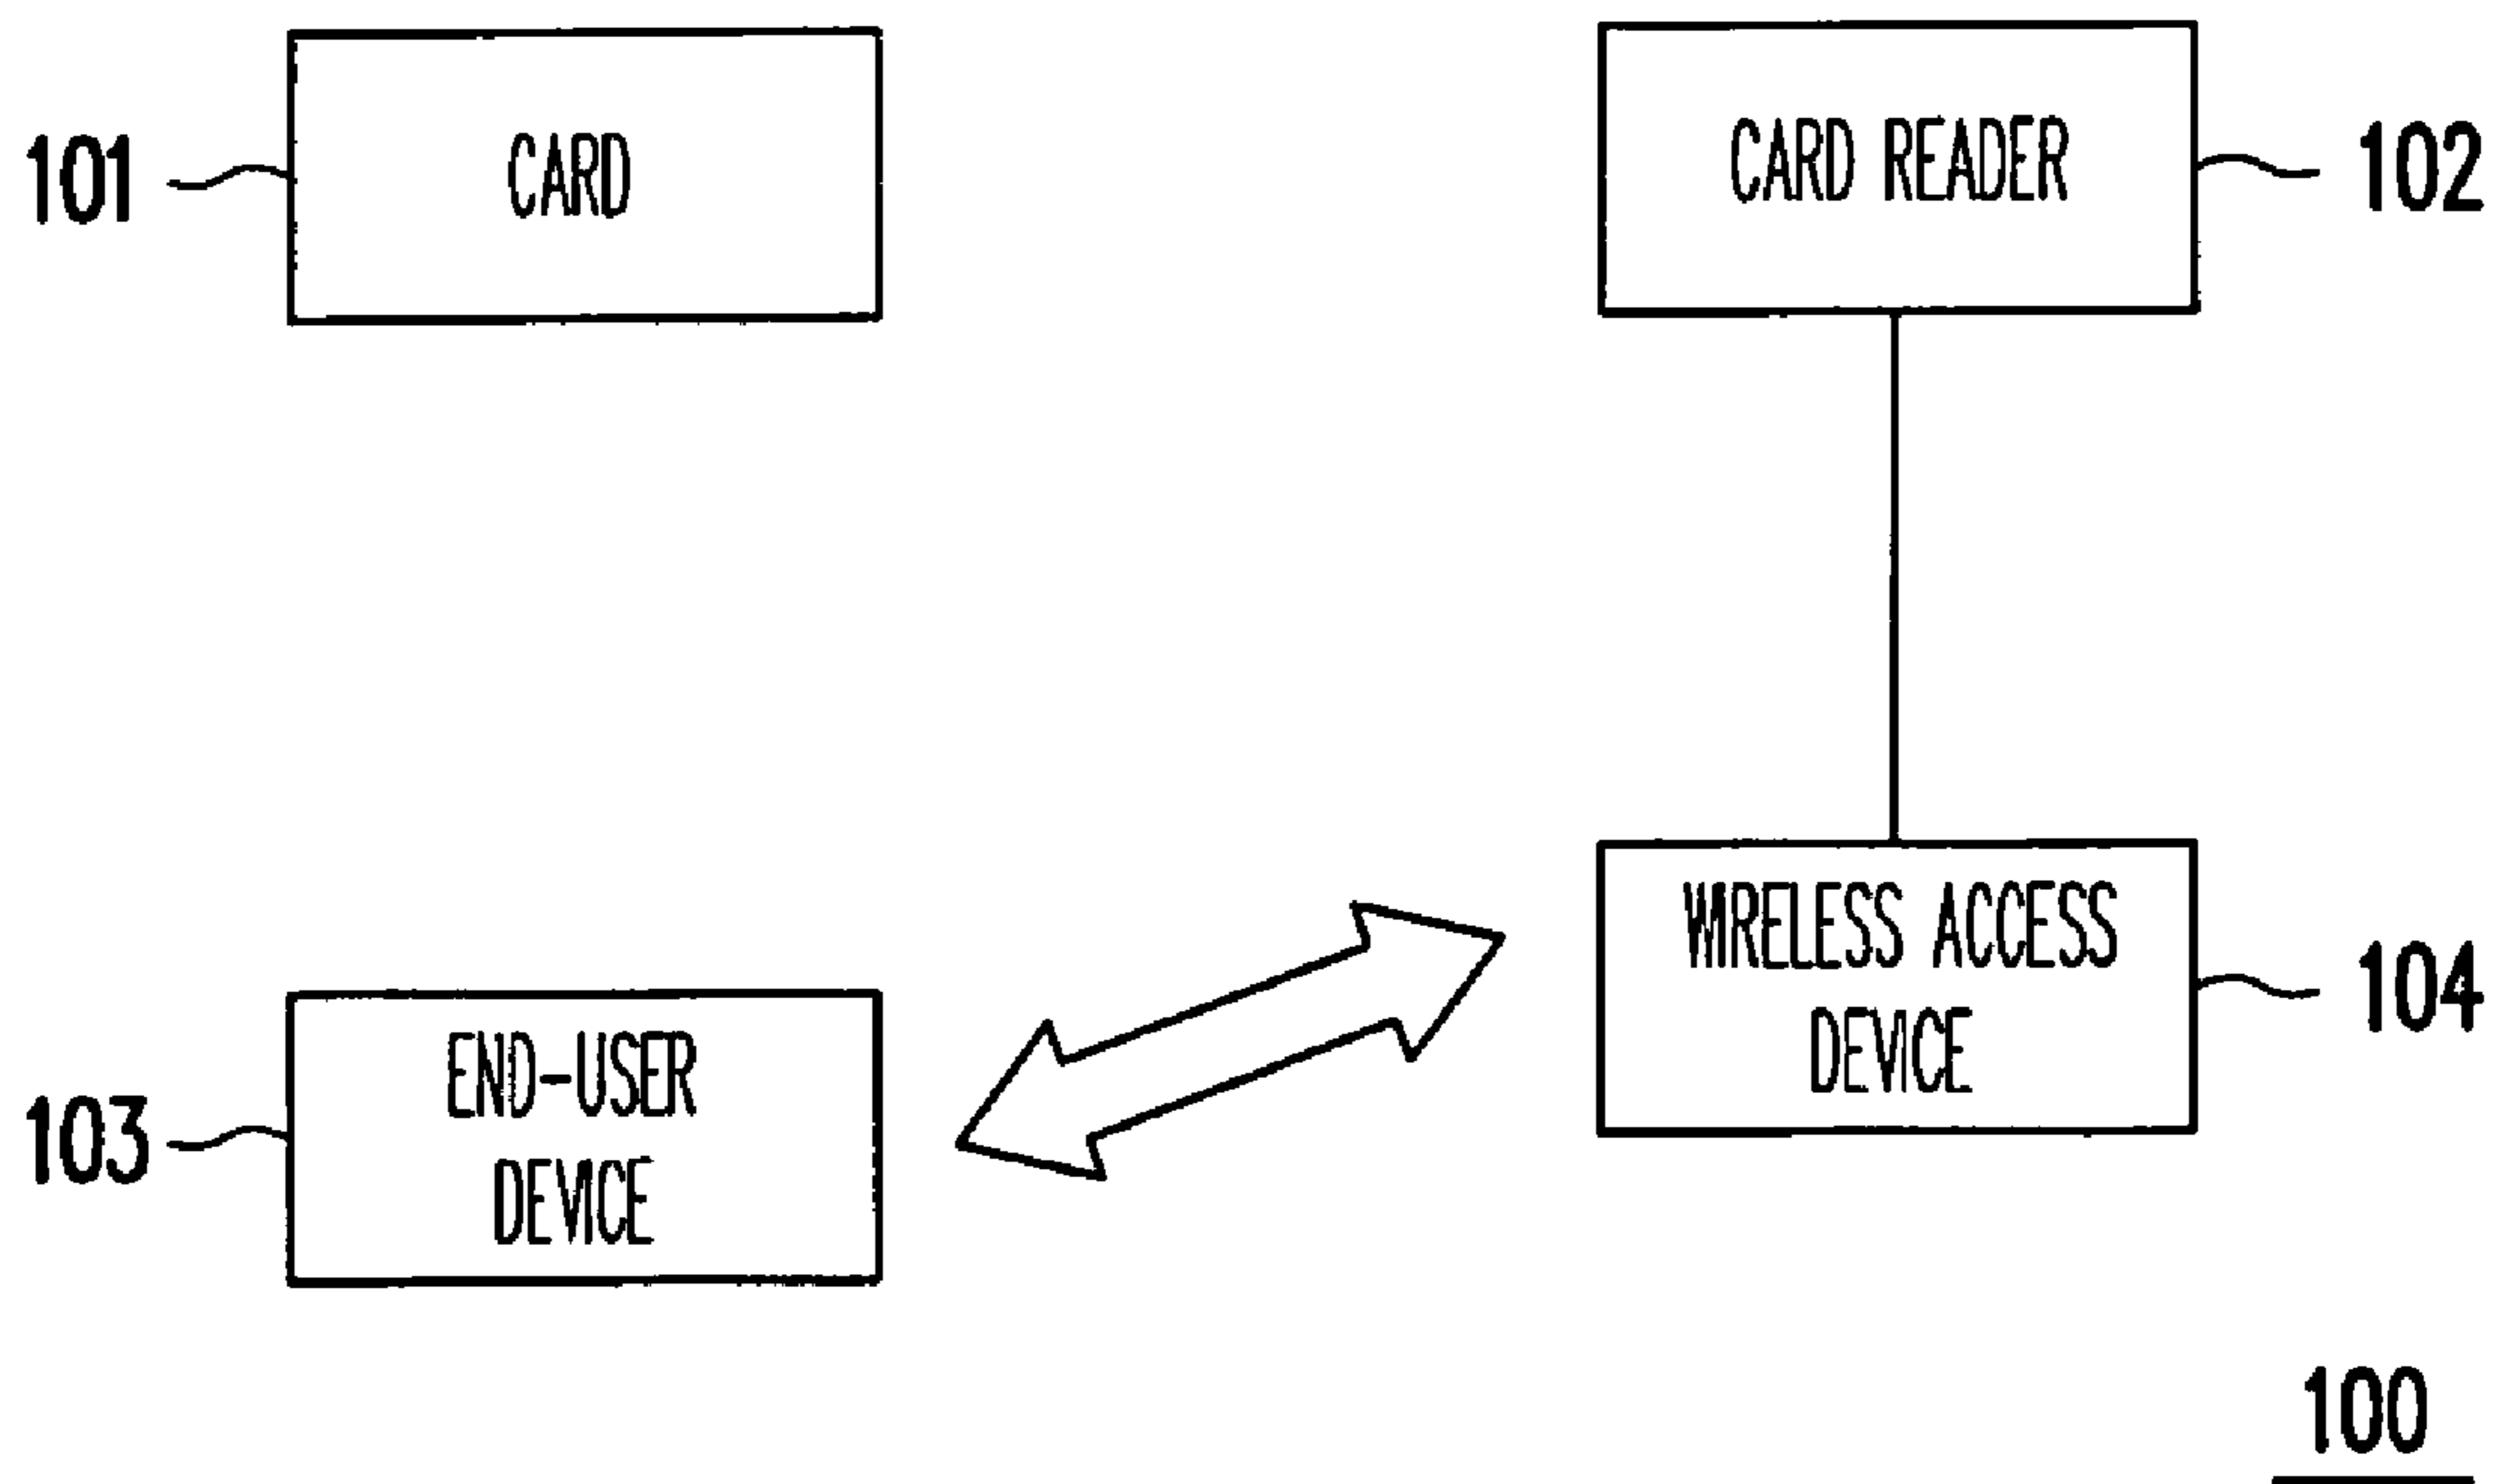 101
CARD
CARD READER
102
WIRELESS ACCESS
DEVICE
104
103
END-USER
DEVICE
100